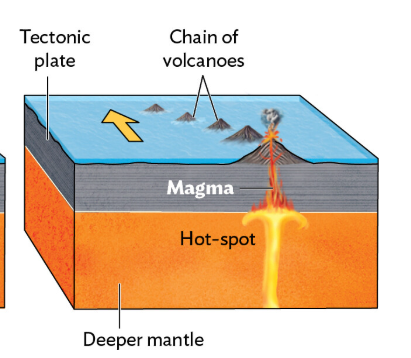 Tectonic
plate
Chain of
volcanoes
Magma
Hot-spot
Deeper mantle